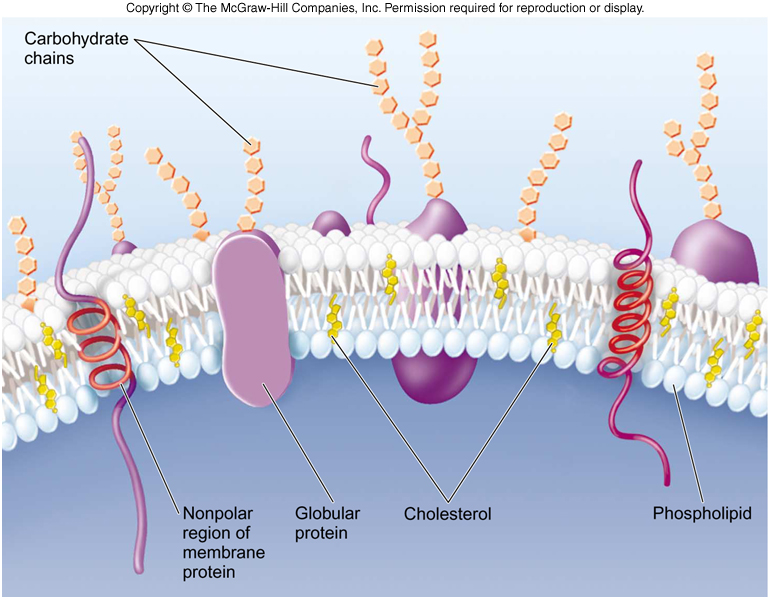 Copyright © The McGraw-Hill Companies, Inc. Permission required for reproduction or display.
Carbohydrate
chains
Nonpolar
region of
membrane
protein
Globular
protein
Cholesterol
Phospholipid